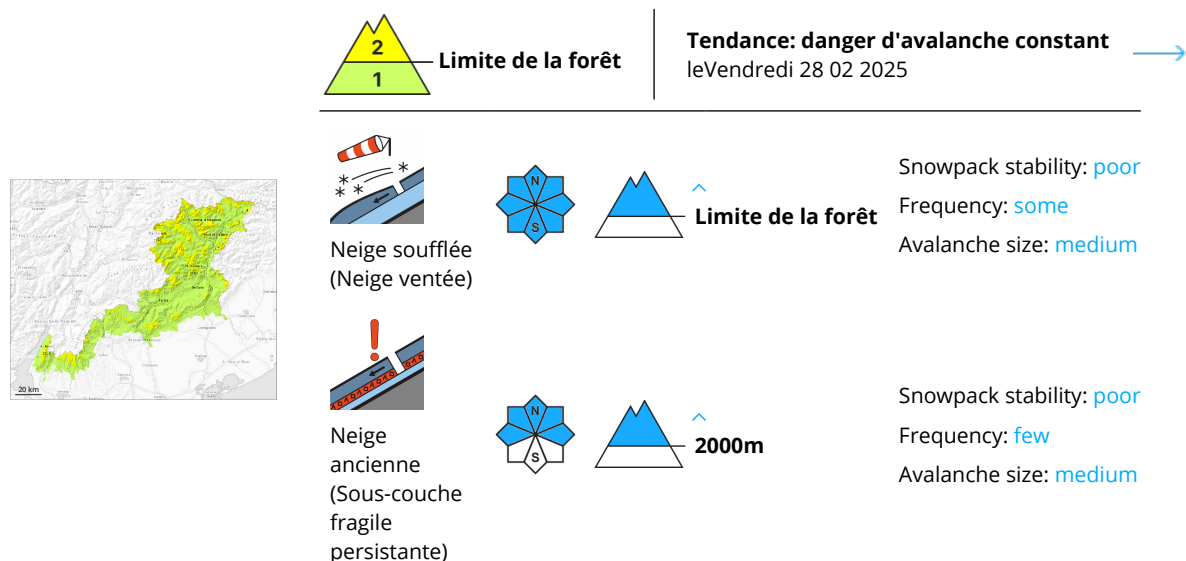 2
1
Limite de la forêt
Tendance: danger d'avalanche constant
leVendredi 28 02 2025
20 km
Neige soufflée
(Neige ventée)
N
S
Limite de la forêt
Snowpack stability: poor
Frequency: some
Avalanche size: medium
Neige
ancienne
(Sous-couche
fragile
persistante)
N
S
2000m
Snowpack stability: poor
Frequency: few
Avalanche size: medium